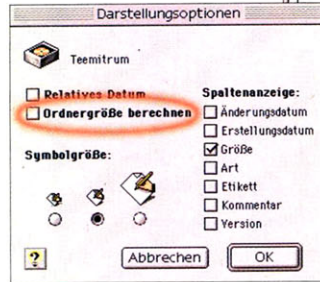 Darstellungsoptionen
Teemitrum
Relatives Datum
Ordnergröße berechnen
Symbolgröße:
Spaltenanzeige:
Änderungsdatum
Erstellungsdatum
Größe
Art
Etikett
Kommentar
Version
?
Abbrechen
OK